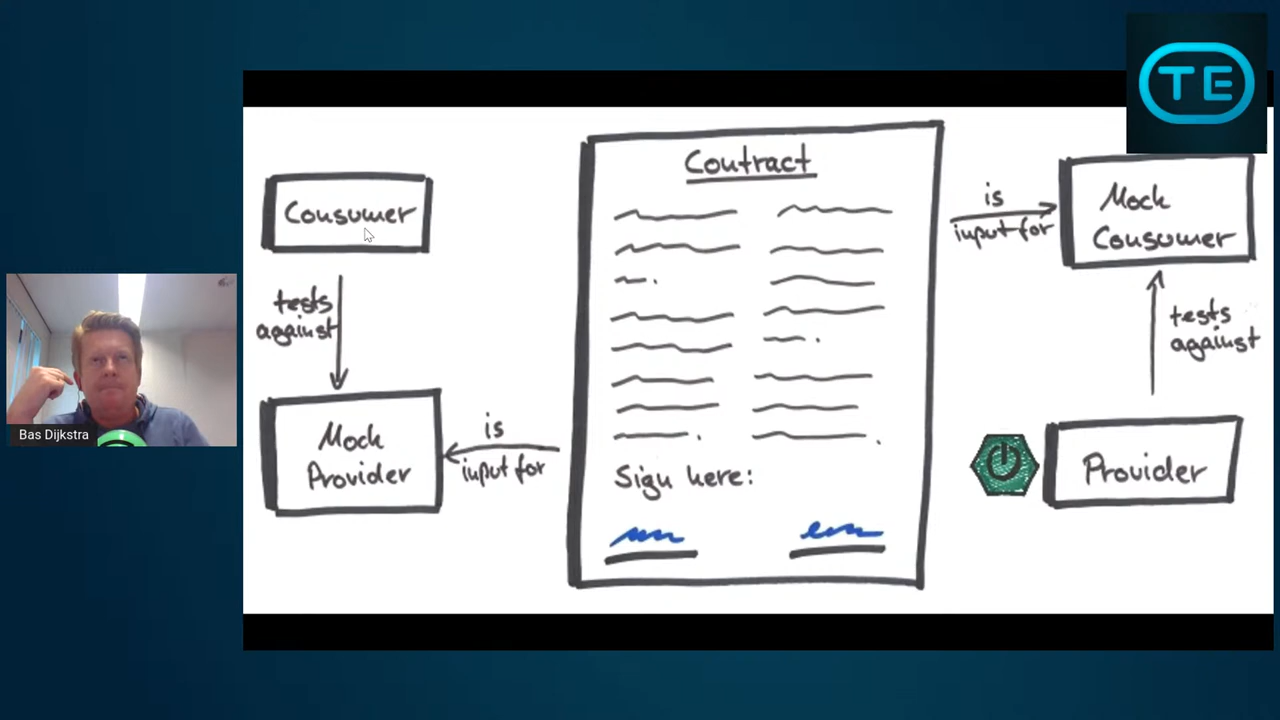 TE
Contract
Consumer
is
input for
Mock
Consumer
tests
against
tests
against
Mock
Provider
is
input for
Provider
Sign here:
Bas Dijkstra